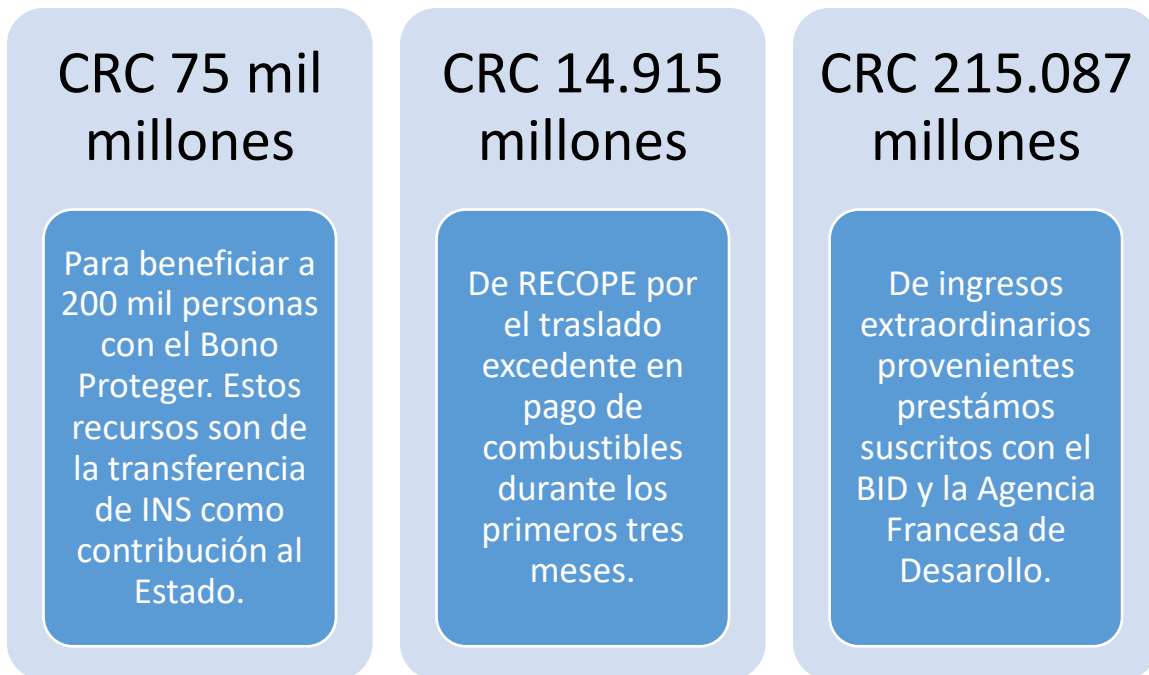 CRC 75 mil
millones
Para beneficiar a
200 mil personas
con el Bono
Proteger. Estos
recursos son de
la transferencia
de INS como
contribución al
Estado.
CRC 14.915
millones
De RECOPE por
el traslado
excedente en
pago de
combustibles
durante los
primeros tres
meses.
CRC 215.087
millones
De ingresos
extraordinarios
provenientes
prestámos
suscritos con el
BID y la Agencia
Francesa de
Desarollo.